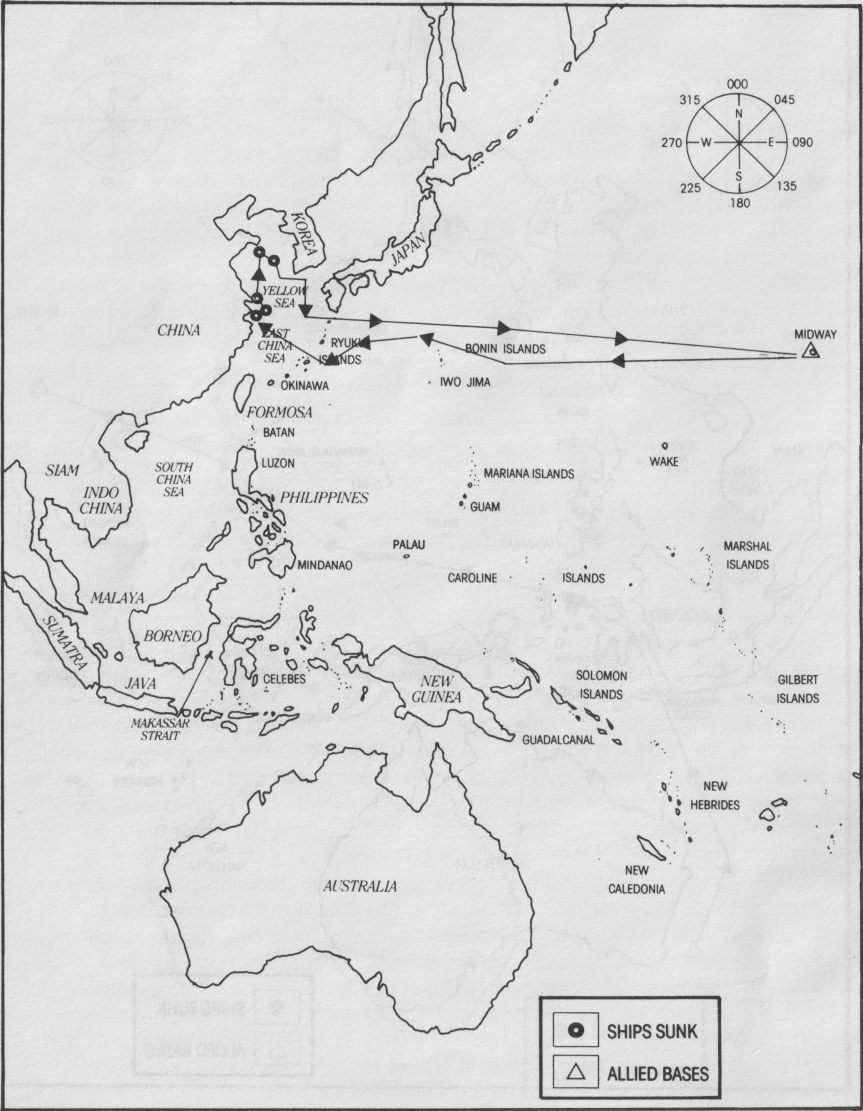 000
315
045
N
270
W
E
090
S
225
135
180
KOREA
JAPAN
YELLOW
SEA
CHINA
EAST
CHINA
SEA
RYUKU
ISLANDS
BONIN ISLANDS
MIDWAY
OKINAWA
IWO JIMA
FORMOSA
BATAN
SIAM
SOUTH
CHINA
SEA
LUZON
MARIANA ISLANDS
WAKE
INDO
CHINA
PHILIPPINES
GUAM
PALAU
MARSHAL
ISLANDS
MINDANAO
CAROLINE
ISLANDS
MALAYA
SUMATRA
BORNEO
JAVA
CELEBES
NEW
GUINEA
SOLOMON
ISLANDS
GILBERT
ISLANDS
MAKASSAR
STRAIT
GUADALCANAL
NEW
HEBRIDES
NEW
CALEDONIA
AUSTRALIA
SHIPS SUNK
ALLIED BASES